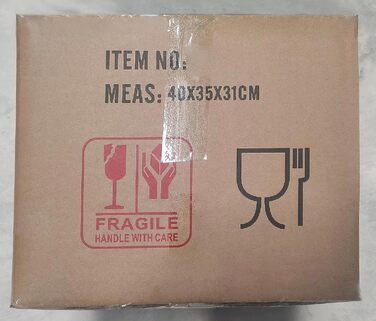 ITEM NO:
MEAS: 40X35X31CM
FRAGILE
HANDLE WITH CARE